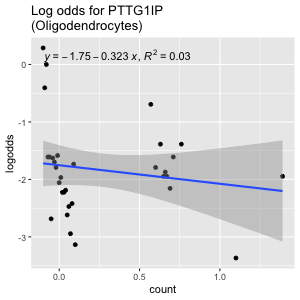 Log odds for PTTG1IP
(Oligodendrocytes)
y = −1.75 − 0.323 x, R² = 0.03
0
-1
-2
-3
logodds
0.0 0.5 1.0
count